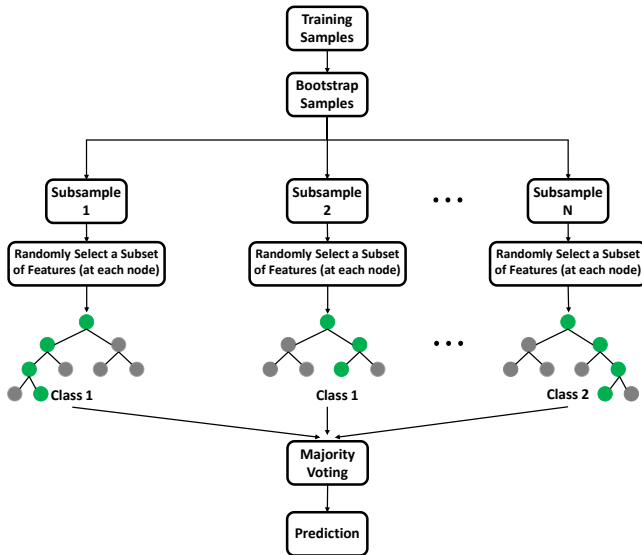 Training
Samples
Bootstrap
Samples
Subsample
1
Subsample
2
...
Subsample
N
Randomly Select a Subset
of Features (at each node)
Randomly Select a Subset
of Features (at each node)
Randomly Select a Subset
of Features (at each node)
...
Class 1
Class 1
Class 2
Majority
Voting
Prediction